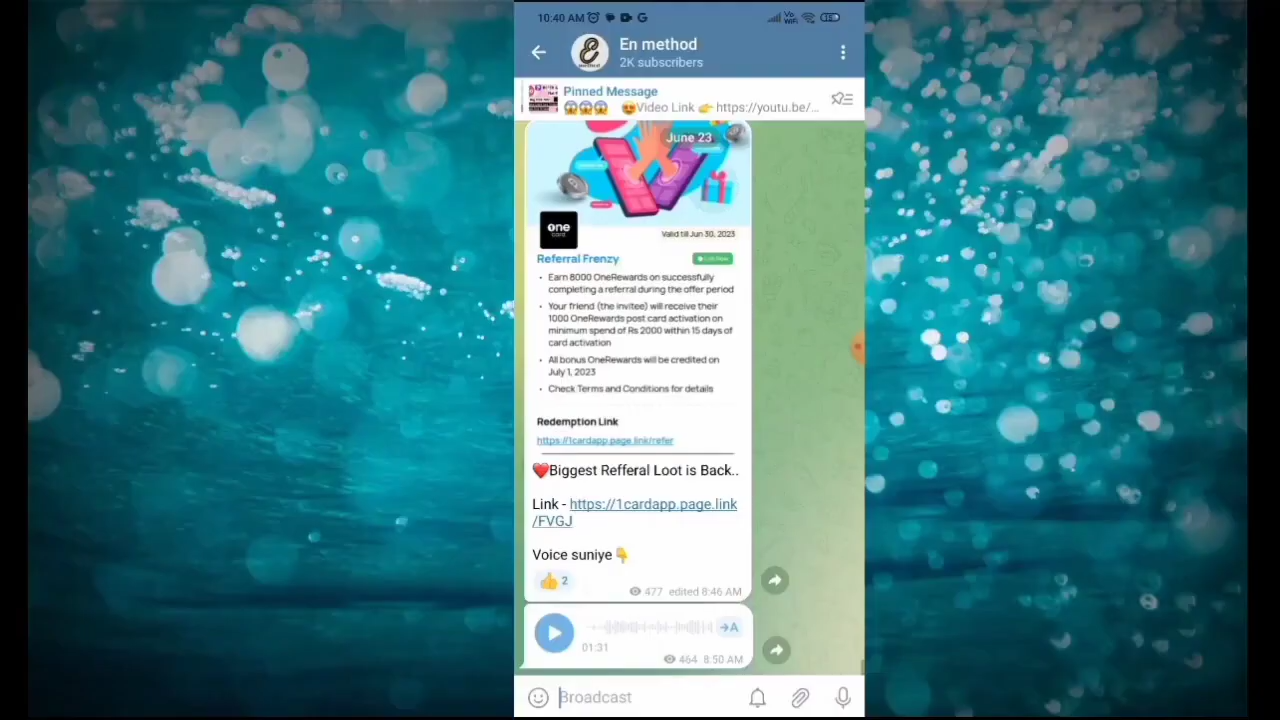 10:40 AM
Vo
WiFi
En method
2K subscribers
Pinned Message
😱😱😱 😍Video Link 👉 https://youtu.be/...
June 23
one
card
Valid till Jun 30, 2023
Referral Frenzy
• Earn 8000 OneRewards on successfully
completing a referral during the offer period
• Your friend (the invitee) will receive their
1000 OneRewards post card activation on
minimum spend of Rs 2000 within 15 days of
card activation
• All bonus OneRewards will be credited on
July 1, 2023
• Check Terms and Conditions for details
Redemption Link
https://1cardapp.page.link/refer
❤️Biggest Refferal Loot is Back..
Link - https://1cardapp.page.link
/FVGJ
Voice suniye👇
👍 2
477 edited 8:46 AM
→A
01:31
464 8:50 AM
Broadcast